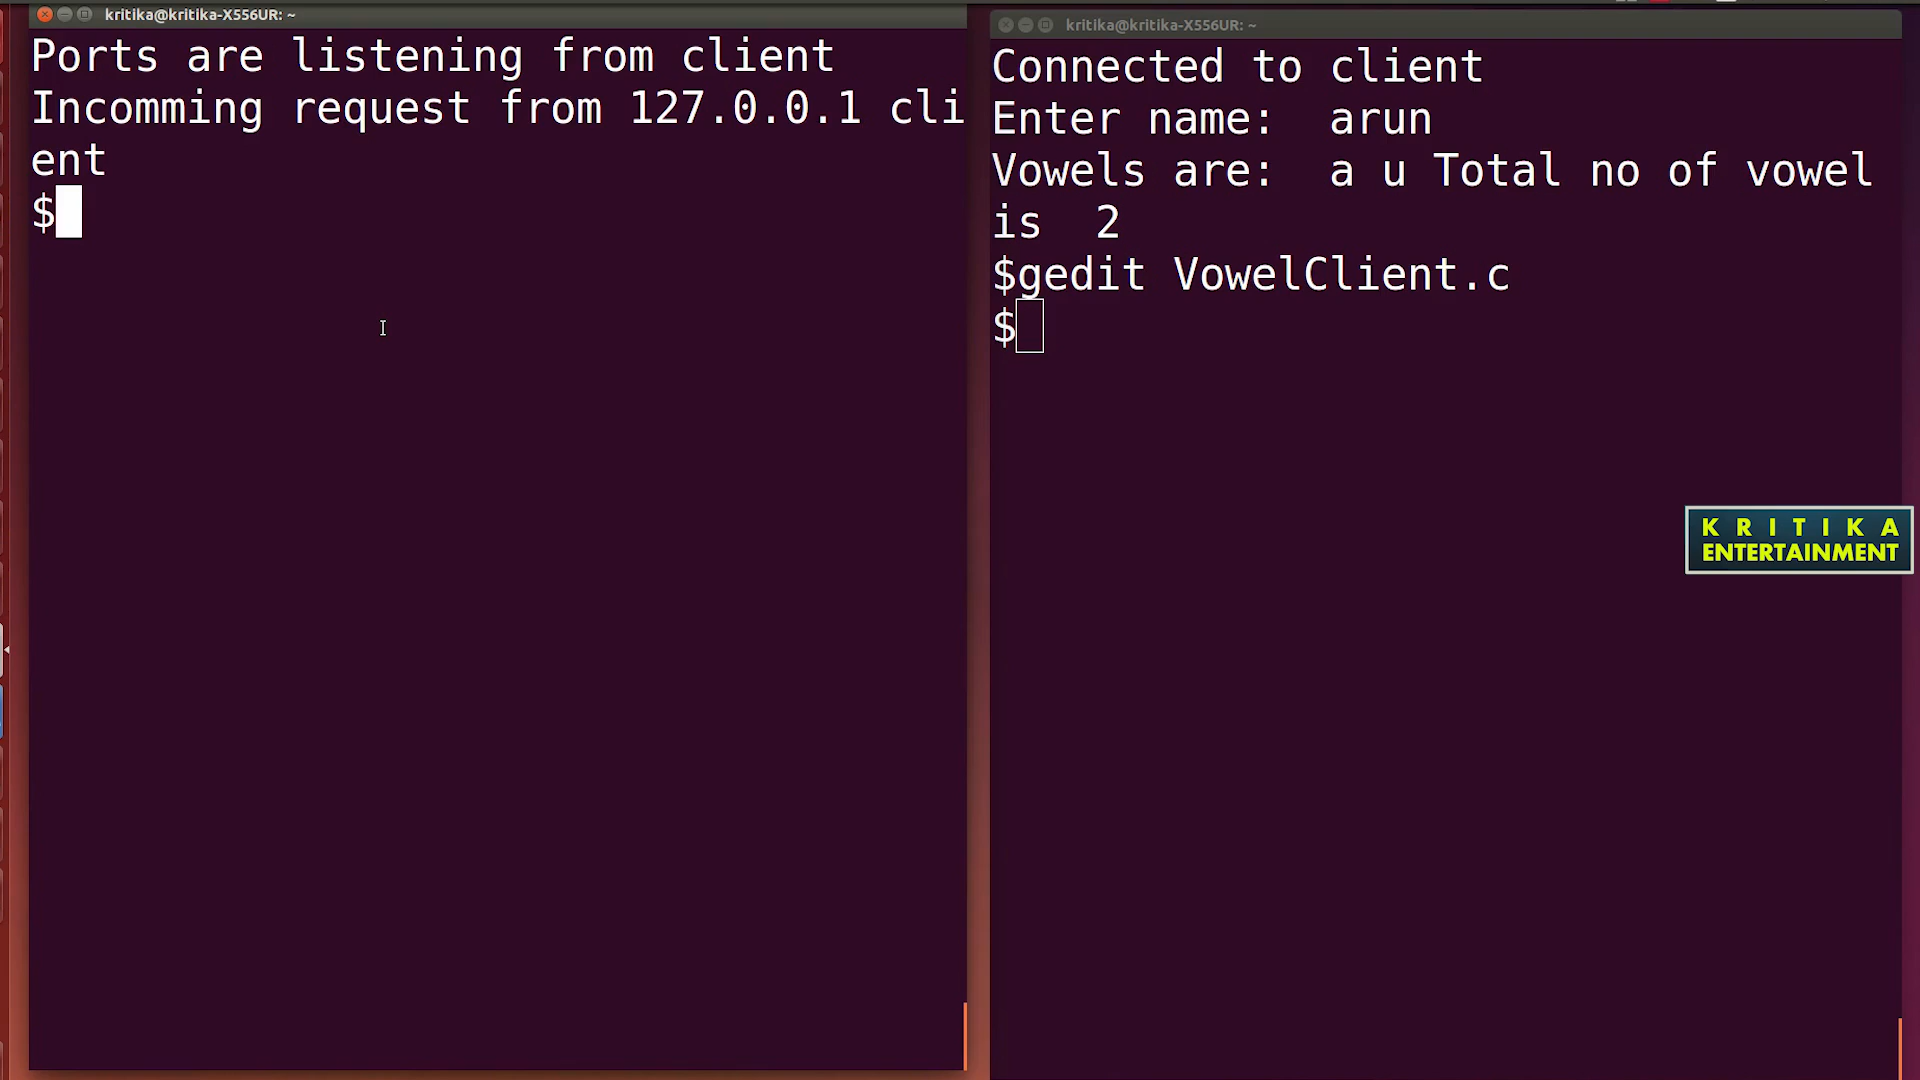 kritika@kritika-X556UR: ~
Ports are listening from client
Incomming request from 127.0.0.1 cli
ent
$
kritika@kritika-X556UR: ~
Connected to client
Enter name:  arun
Vowels are:  a u Total no of vowel
is  2
$gedit VowelClient.c
$
KRITIKA
ENTERTAINMENT